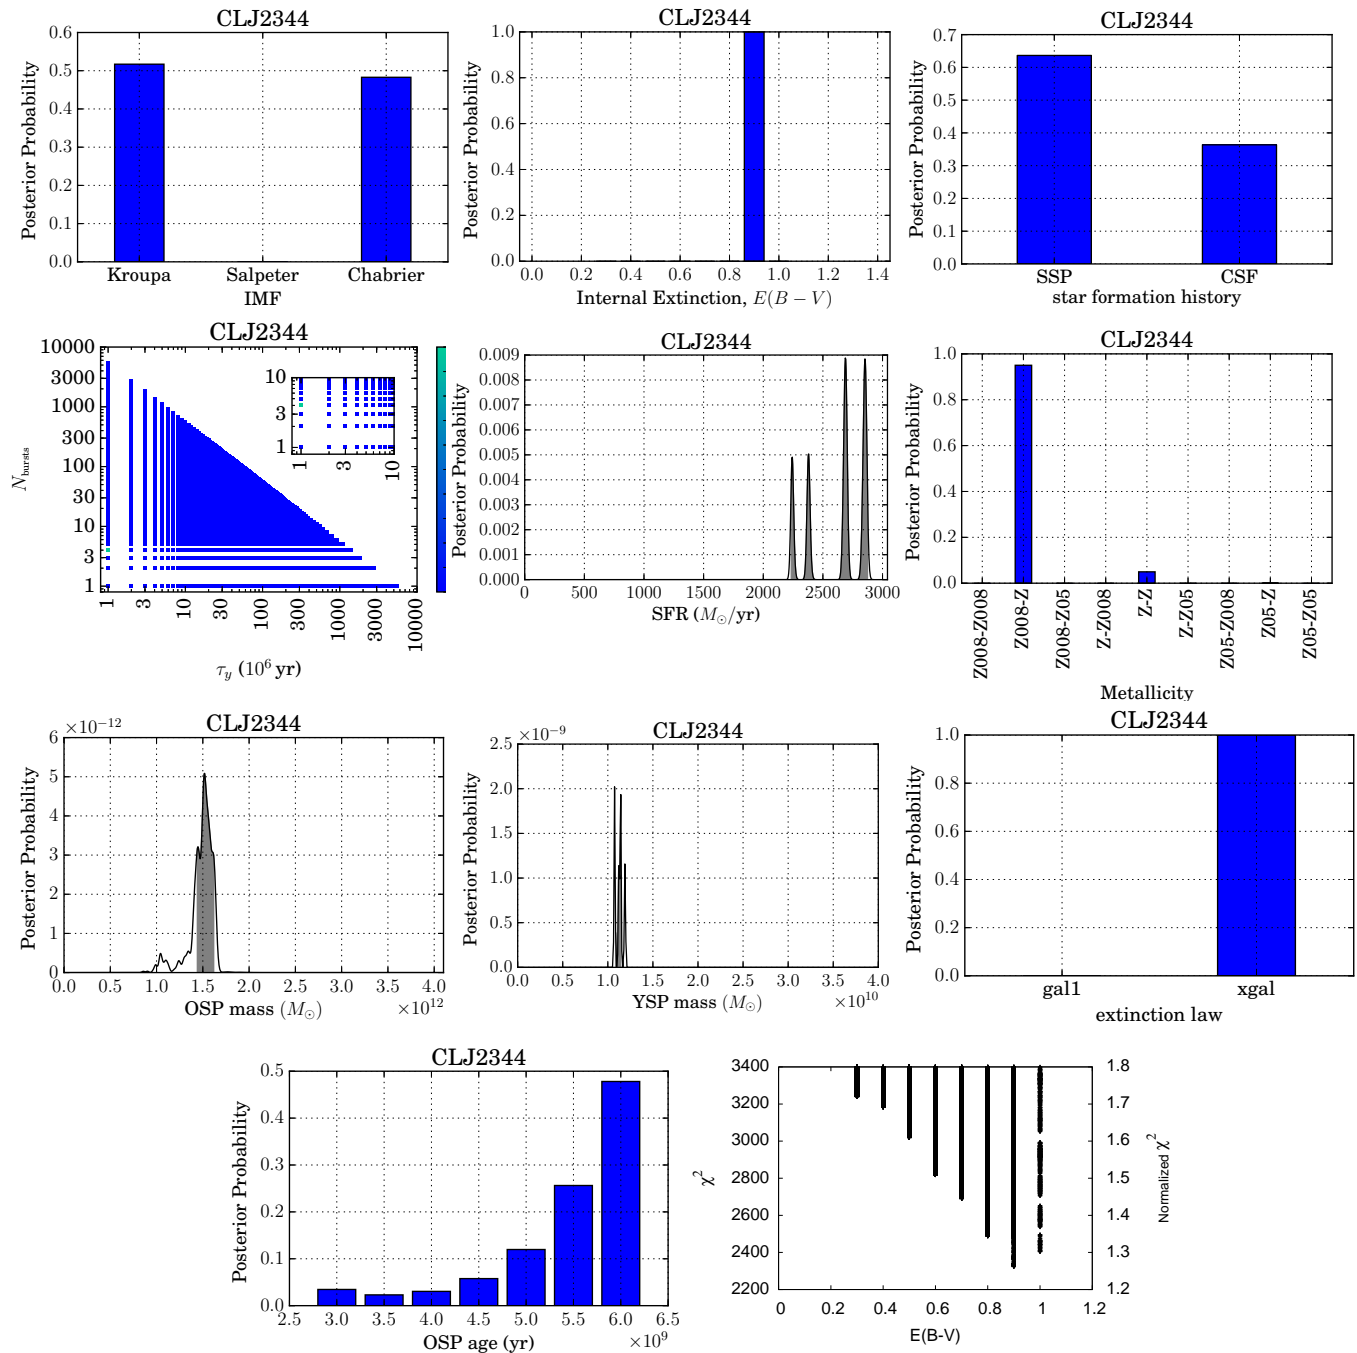 CLJ2344
0.6
0.5
0.4
0.3
0.2
0.1
0.0
Posterior Probability
Kroupa Salpeter Chabrier
IMF
CLJ2344
1.0
0.8
0.6
0.4
0.2
0.0
Posterior Probability
0.0 0.2 0.4 0.6 0.8 1.0 1.2 1.4
Internal Extinction, E(B − V)
CLJ2344
0.7
0.6
0.5
0.4
0.3
0.2
0.1
0.0
Posterior Probability
SSP CSF
star formation history
CLJ2344
10000
3000
1000
300
100
30
10
3
1
N_bursts
10
3
1
1 3 10
1 3 10 30 100 300 1000 3000 10000
τ_y (10^6 yr)
CLJ2344
0.009
0.008
0.007
0.006
0.005
0.004
0.003
0.002
0.001
0.000
Posterior Probability
0 500 1000 1500 2000 2500 3000
SFR (M_⊙/yr)
CLJ2344
1.0
0.8
0.6
0.4
0.2
0.0
Posterior Probability
Z008-Z008 Z008-Z Z008-Z05 Z-Z008 Z-Z Z-Z05 Z05-Z008 Z05-Z Z05-Z05
Metallicity
×10^−12
CLJ2344
6
5
4
3
2
1
0
Posterior Probability
0.0 0.5 1.0 1.5 2.0 2.5 3.0 3.5 4.0
OSP mass (M_⊙) ×10^12
×10^−9
CLJ2344
2.5
2.0
1.5
1.0
0.5
0.0
Posterior Probability
0.0 0.5 1.0 1.5 2.0 2.5 3.0 3.5 4.0
YSP mass (M_⊙) ×10^10
CLJ2344
1.0
0.8
0.6
0.4
0.2
0.0
Posterior Probability
gal1 xgal
extinction law
CLJ2344
0.5
0.4
0.3
0.2
0.1
0.0
Posterior Probability
2.5 3.0 3.5 4.0 4.5 5.0 5.5 6.0 6.5
OSP age (yr) ×10^9
3400
3200
3000
2800
2600
2400
2200
χ^2
0 0.2 0.4 0.6 0.8 1 1.2
E(B-V)
1.8
1.7
1.6
1.5
1.4
1.3
1.2
Normalized χ^2